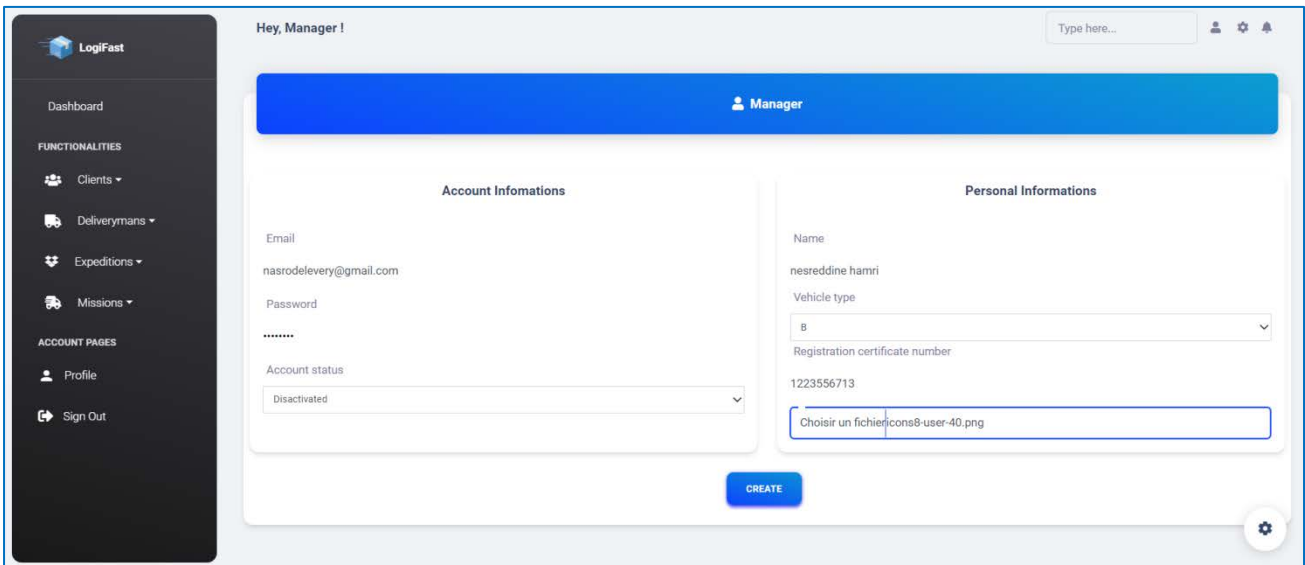 LogiFast
Dashboard
FUNCTIONALITIES
Clients
Deliverymans
Expeditions
Missions
ACCOUNT PAGES
Profile
Sign Out
Hey, Manager !
Type here...
Manager
Account Infomations
Email
nasrodelevery@gmail.com
Password
••••••••
Account status
Disactivated
Personal Informations
Name
nesreddine hamri
Vehicle type
B
Registration certificate number
1223556713
Choisir un fichiericons8-user-40.png
CREATE